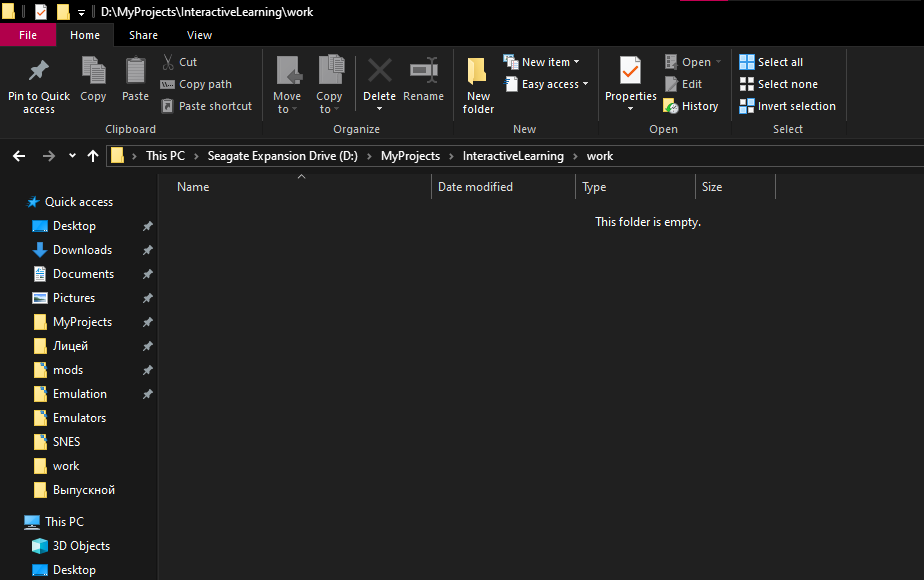 D:\MyProjects\InteractiveLearning\work
File Home Share View
Pin to Quick access
Copy
Paste
Cut
Copy path
Paste shortcut
Clipboard
Move to
Copy to
Delete
Rename
Organize
New folder
New item
Easy access
New
Properties
Open
Edit
History
Open
Select all
Select none
Invert selection
Select
This PC > Seagate Expansion Drive (D:) > MyProjects > InteractiveLearning > work
Name Date modified Type Size
This folder is empty.
Quick access
Desktop
Downloads
Documents
Pictures
MyProjects
Лицей
mods
Emulation
Emulators
SNES
work
Выпускной
This PC
3D Objects
Desktop